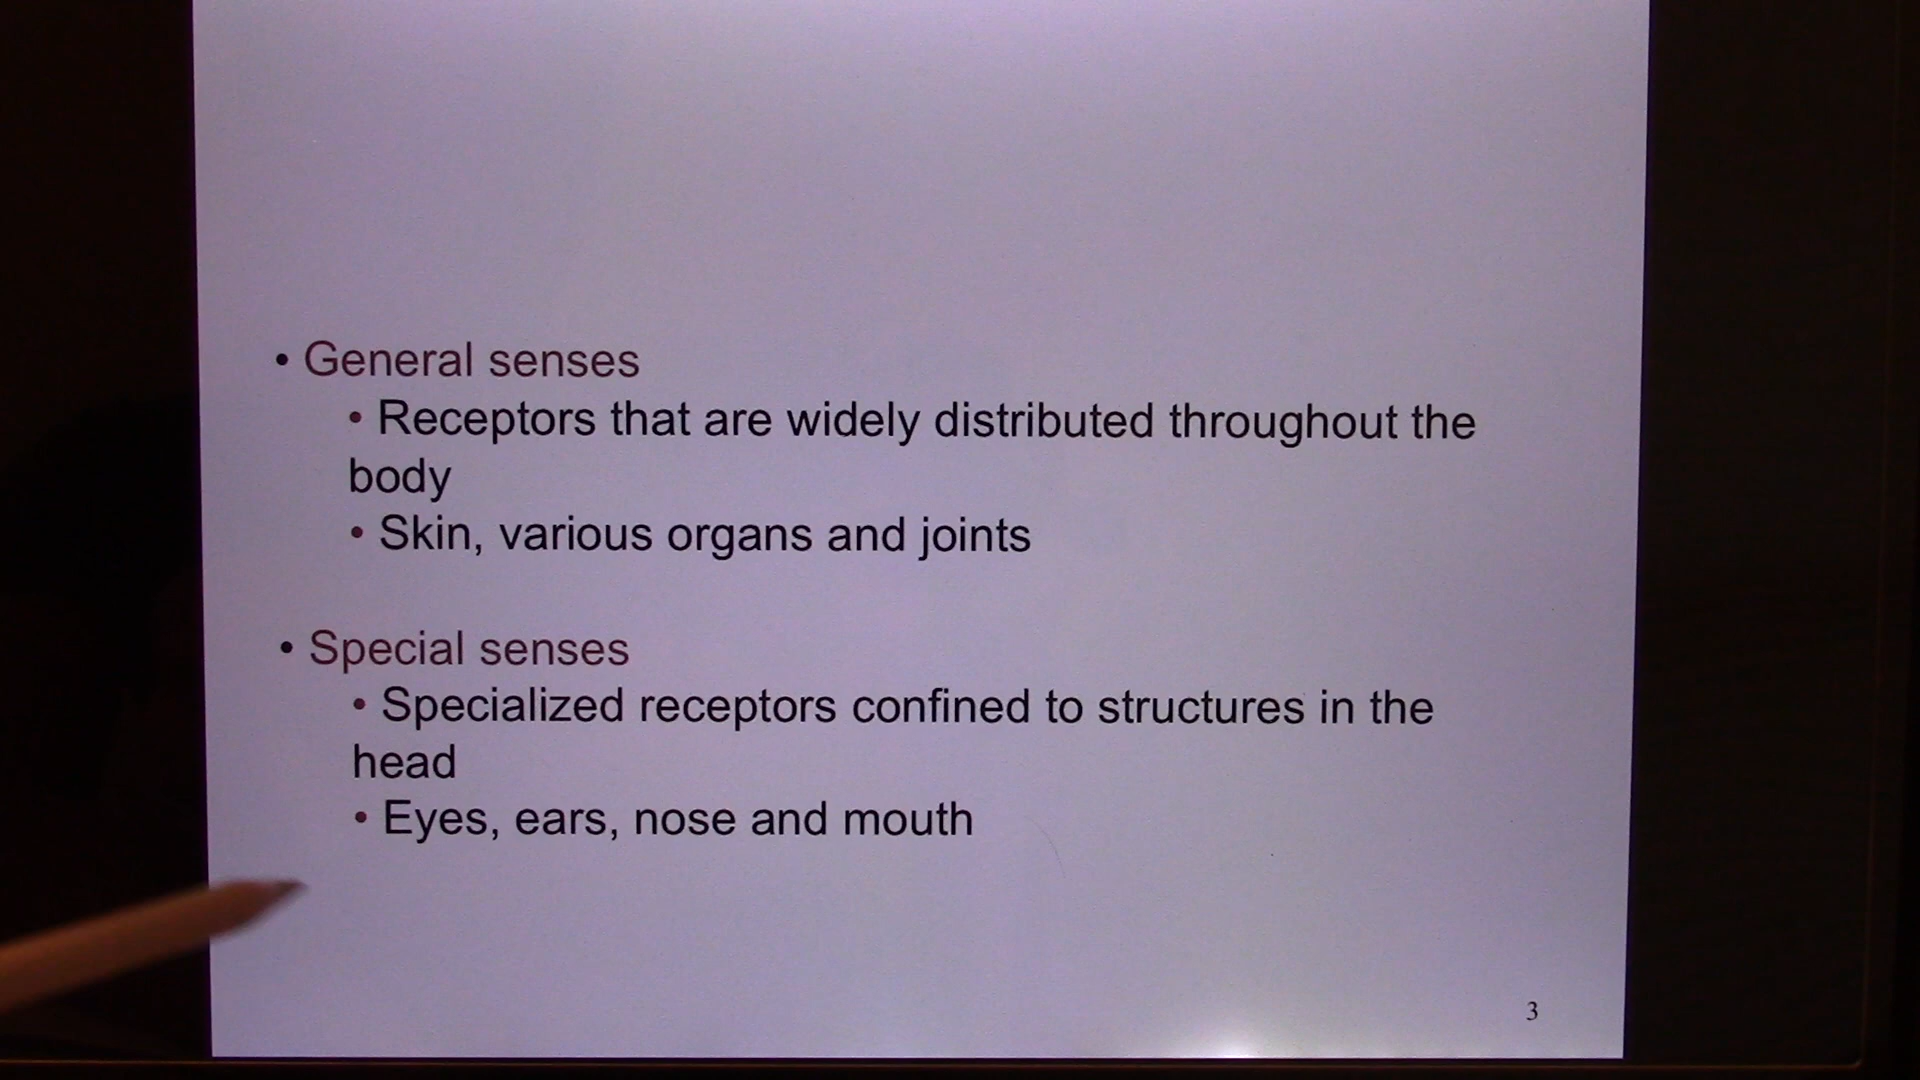 • General senses
• Receptors that are widely distributed throughout the
body
• Skin, various organs and joints
• Special senses
• Specialized receptors confined to structures in the
head
• Eyes, ears, nose and mouth
3